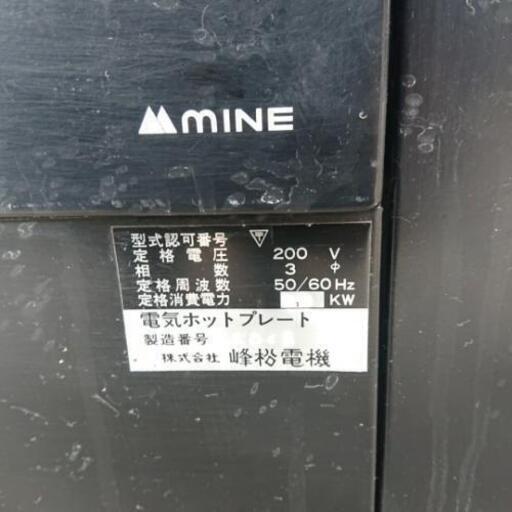 MINE
型式認可番号
定格電圧 200 V
相数 3 φ
定格周波数 50/60 Hz
定格消費電力 KW
電気ホットプレート
製造番号
株式会社 峰松電機